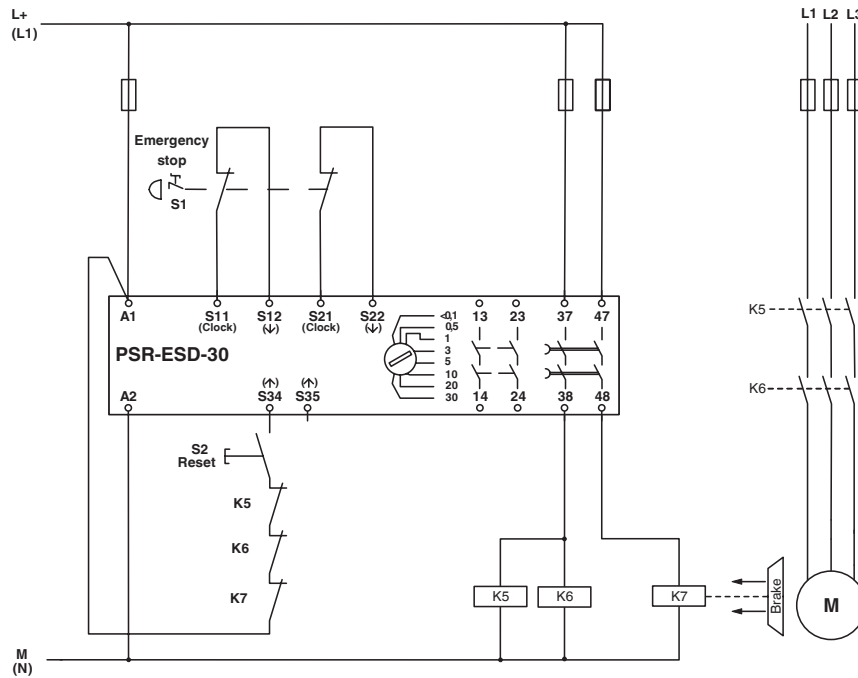 L+
(L1)
L1 L2 L3
Emergency
stop
S1
A1 S11 S12 S21 S22 13 23 37 47
(Clock) (↓) (Clock) (↓)
<0,1
0,5
1
3
5
10
20
30
PSR-ESD-30
(↑) (↑)
A2 S34 S35 14 24 38 48
K5
K6
S2
Reset
K5
K6
K7
K5 K6 K7
Brake
M
M
(N)